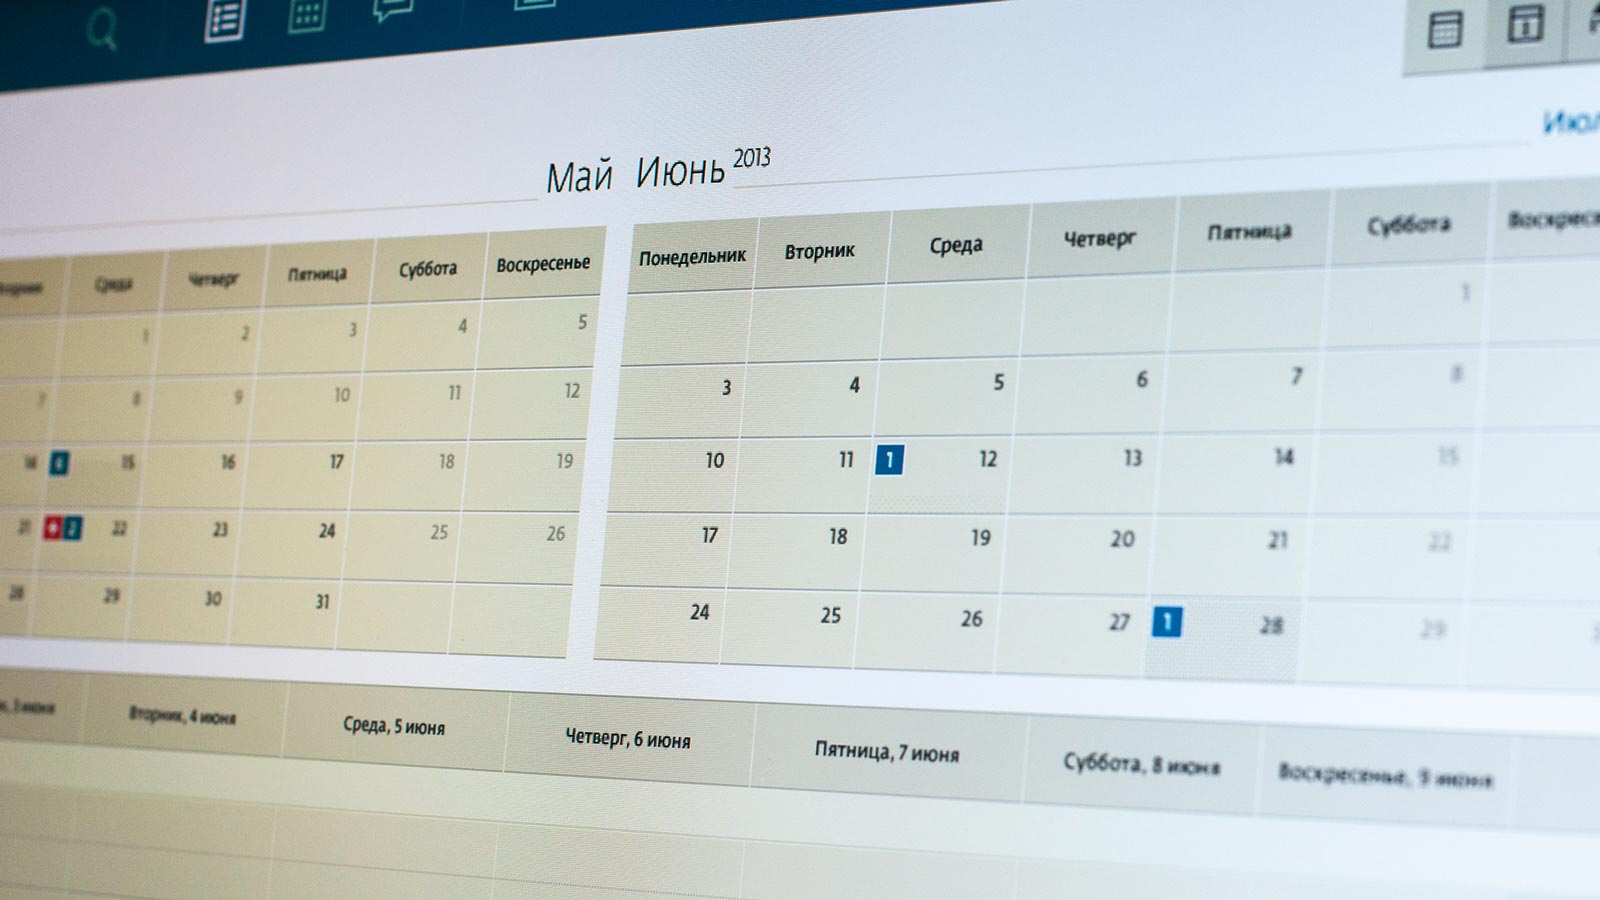 Май Июнь 2013
Июл
Вторник Среда Четверг Пятница Суббота Воскресенье
1 2 3 4 5
7 8 9 10 11 12
14 15 16 17 18 19
21 2 22 23 24 25 26
28 29 30 31
Понедельник Вторник Среда Четверг Пятница Суббота Воскресе
1
3 4 5 6 7 8
10 11 1 12 13 14 15
17 18 19 20 21 22
24 25 26 27 1 28 29
3 июня Вторник, 4 июня Среда, 5 июня Четверг, 6 июня Пятница, 7 июня Суббота, 8 июня Воскресенье, 9 июня